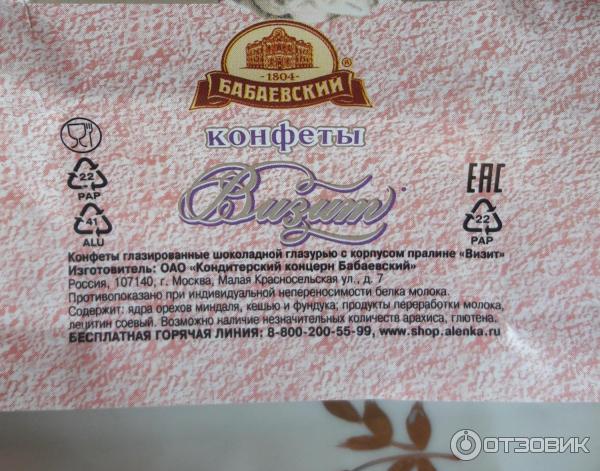 - 1804 -
БАБАЕВСКИЙ ®
КОНФЕТЫ
22
PAP
Визит
EAC
41
ALU
22
PAP
Конфеты глазированные шоколадной глазурью с корпусом пралине «Визит»
Изготовитель: ОАО «Кондитерский концерн Бабаевский»
Россия, 107140, г. Москва, Малая Красносельская ул., д. 7
Противопоказано при индивидуальной непереносимости белка молока.
Содержит: ядра орехов миндаля, кешью и фундука; продукты переработки молока,
лецитин соевый. Возможно наличие незначительных количеств арахиса, глютена.
БЕСПЛАТНАЯ ГОРЯЧАЯ ЛИНИЯ: 8-800-200-55-99, www.shop.alenka.ru
ОТЗОВИК